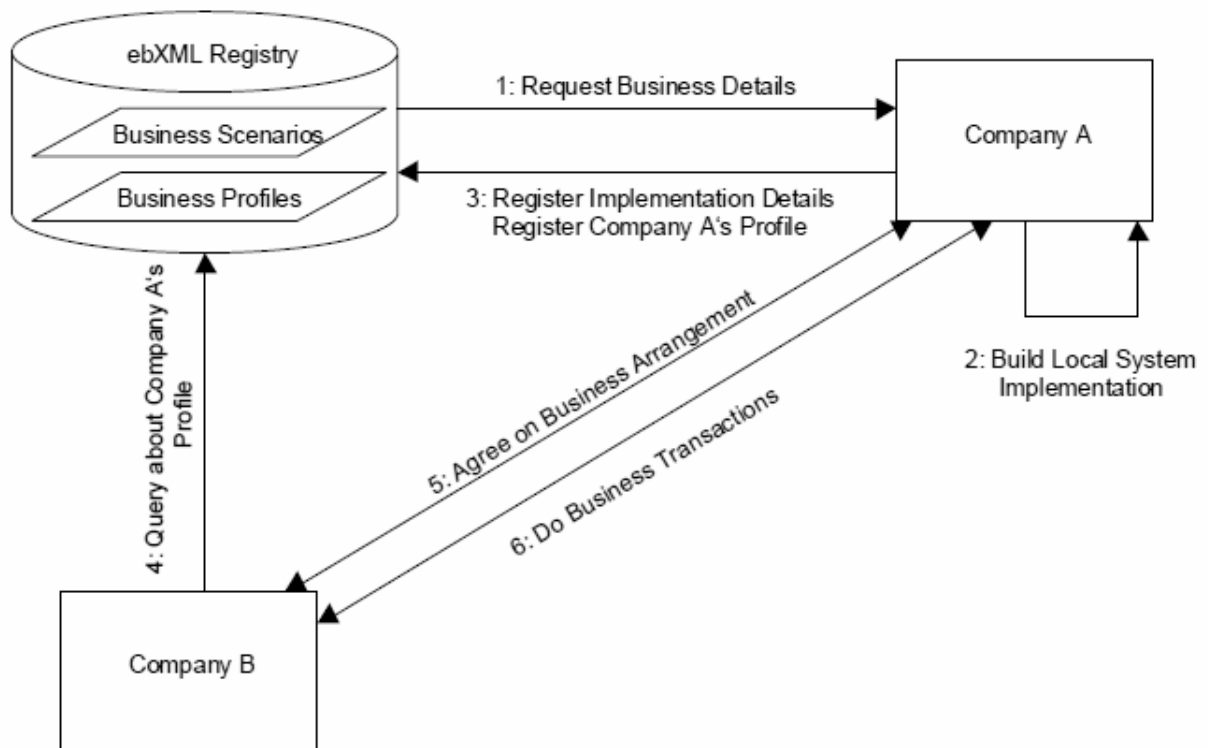 ebXML Registry
Business Scenarios
Business Profiles
1: Request Business Details
Company A
3: Register Implementation Details
Register Company A‘s Profile
2: Build Local System
Implementation
4: Query about Company A‘s
Profile
5: Agree on Business Arrangement
6: Do Business Transactions
Company B